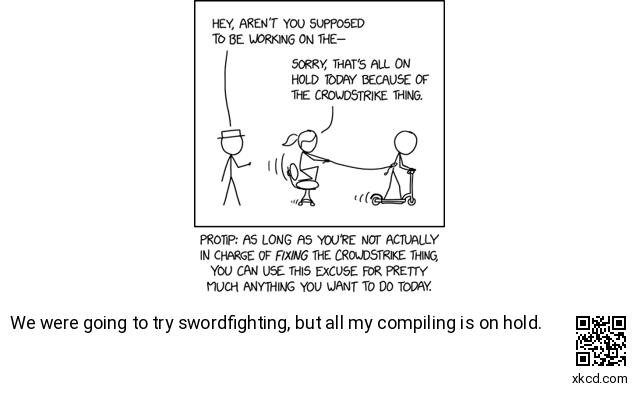 HEY, AREN'T YOU SUPPOSED
TO BE WORKING ON THE—
SORRY, THAT'S ALL ON
HOLD TODAY BECAUSE OF
THE CROWDSTRIKE THING.
PROTIP: AS LONG AS YOU'RE NOT ACTUALLY
IN CHARGE OF FIXING THE CROWDSTRIKE THING,
YOU CAN USE THIS EXCUSE FOR PRETTY
MUCH ANYTHING YOU WANT TO DO TODAY.
We were going to try swordfighting, but all my compiling is on hold.
xkcd.com